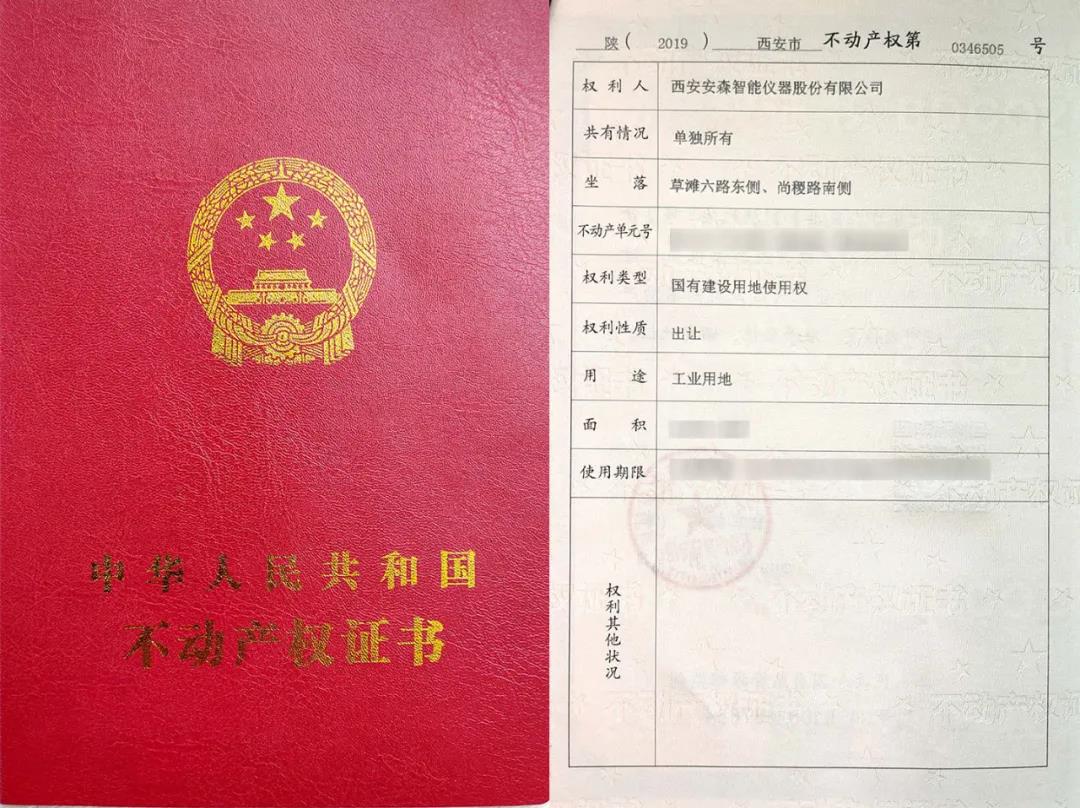 中华人民共和国
不动产权证书
陕( 2019 ) 西安市 不动产权第 0346505 号
权利人 西安安森智能仪器股份有限公司
共有情况 单独所有
坐落 草滩六路东侧、尚稷路南侧
不动产单元号
权利类型 国有建设用地使用权
权利性质 出让
用途 工业用地
面积
使用期限
权利其他状况